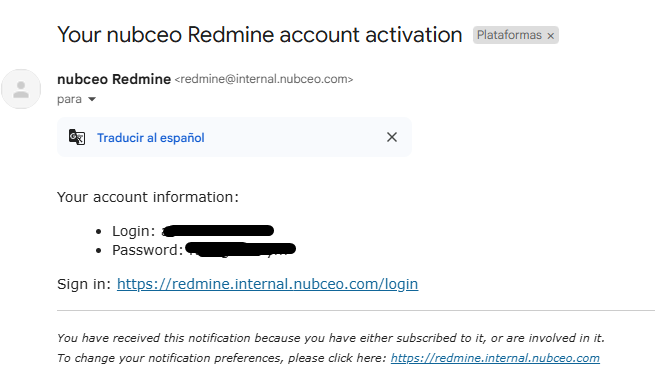 Your nubceo Redmine account activation Plataformas ×
nubceo Redmine <redmine@internal.nubceo.com>
para
Traducir al español
Your account information:
• Login:
• Password:
Sign in: https://redmine.internal.nubceo.com/login
You have received this notification because you have either subscribed to it, or are involved in it.
To change your notification preferences, please click here: https://redmine.internal.nubceo.com